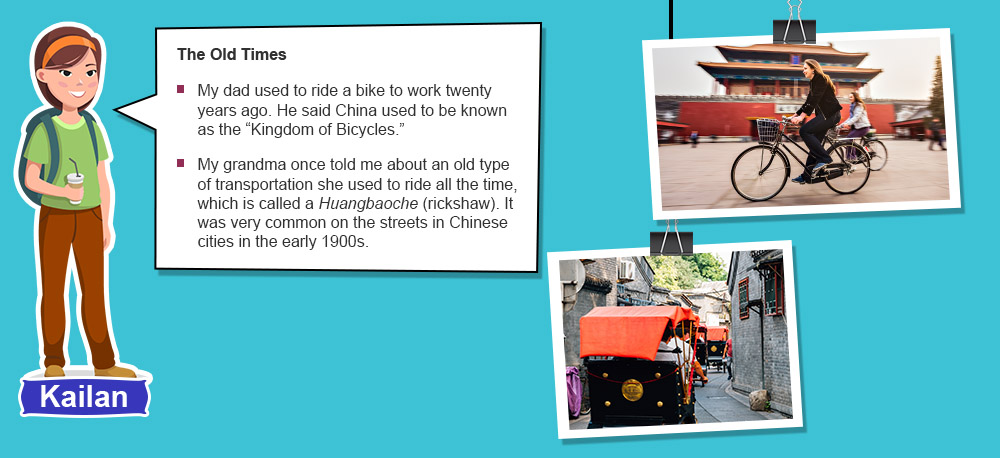 The Old Times
My dad used to ride a bike to work twenty
years ago. He said China used to be known
as the “Kingdom of Bicycles.”
My grandma once told me about an old type
of transportation she used to ride all the time,
which is called a Huangbaoche (rickshaw). It
was very common on the streets in Chinese
cities in the early 1900s.
Kailan